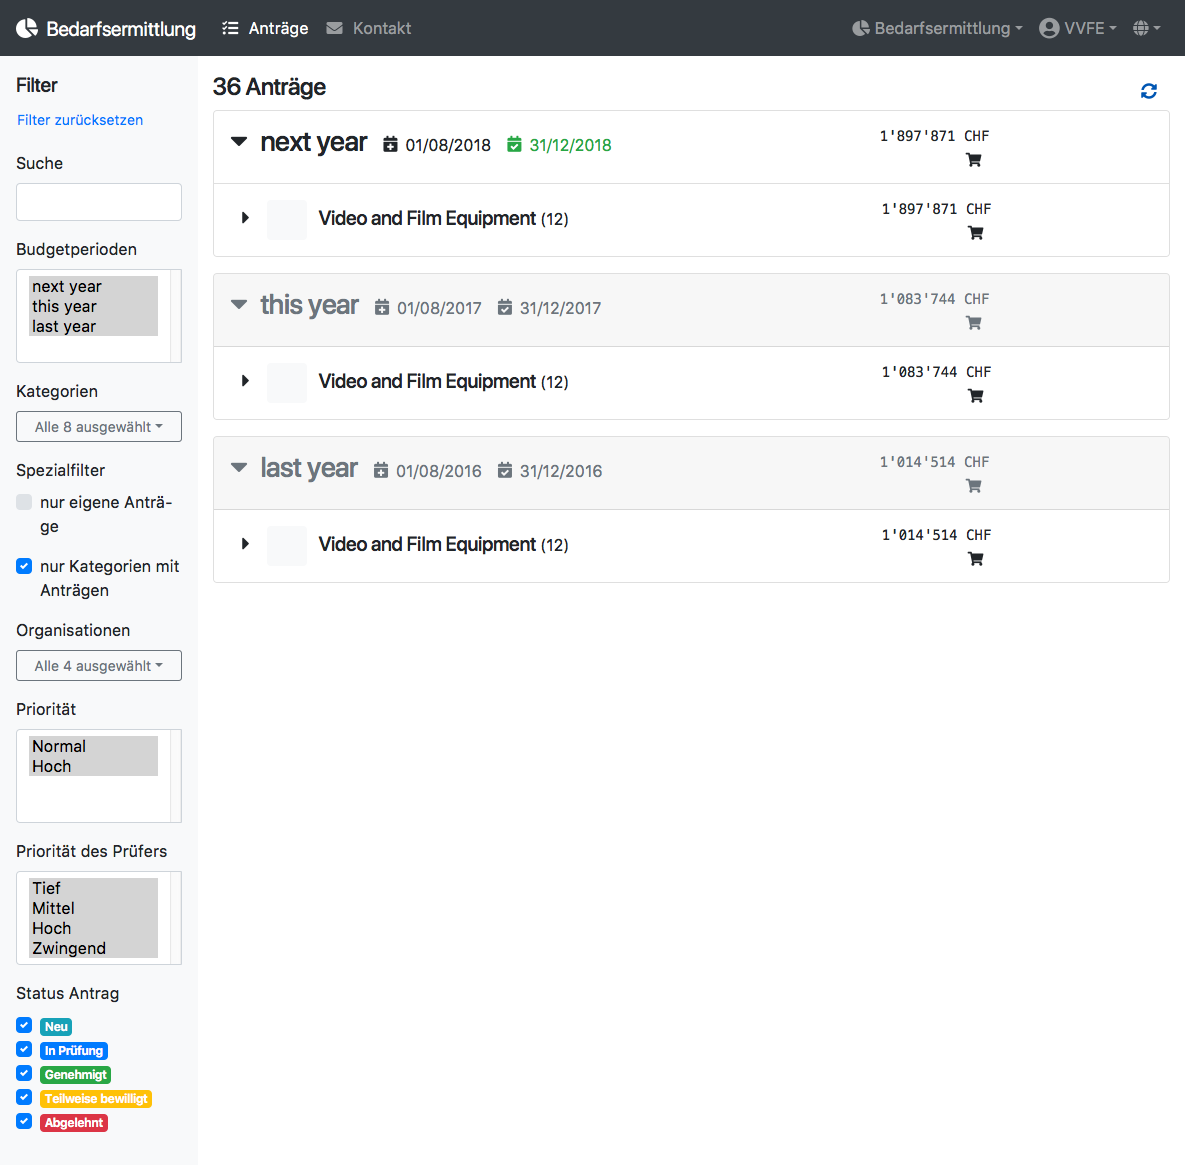 Bedarfsermittlung Anträge Kontakt Bedarfsermittlung VVFE
Filter
Filter zurücksetzen
Suche
Budgetperioden
next year
this year
last year
Kategorien
Alle 8 ausgewählt
Spezialfilter
nur eigene Anträ-
ge
nur Kategorien mit
Anträgen
Organisationen
Alle 4 ausgewählt
Priorität
Normal
Hoch
Priorität des Prüfers
Tief
Mittel
Hoch
Zwingend
Status Antrag
Neu
In Prüfung
Genehmigt
Teilweise bewilligt
Abgelehnt
36 Anträge
next year 01/08/2018 31/12/2018 1'897'871 CHF
Video and Film Equipment (12) 1'897'871 CHF
this year 01/08/2017 31/12/2017 1'083'744 CHF
Video and Film Equipment (12) 1'083'744 CHF
last year 01/08/2016 31/12/2016 1'014'514 CHF
Video and Film Equipment (12) 1'014'514 CHF